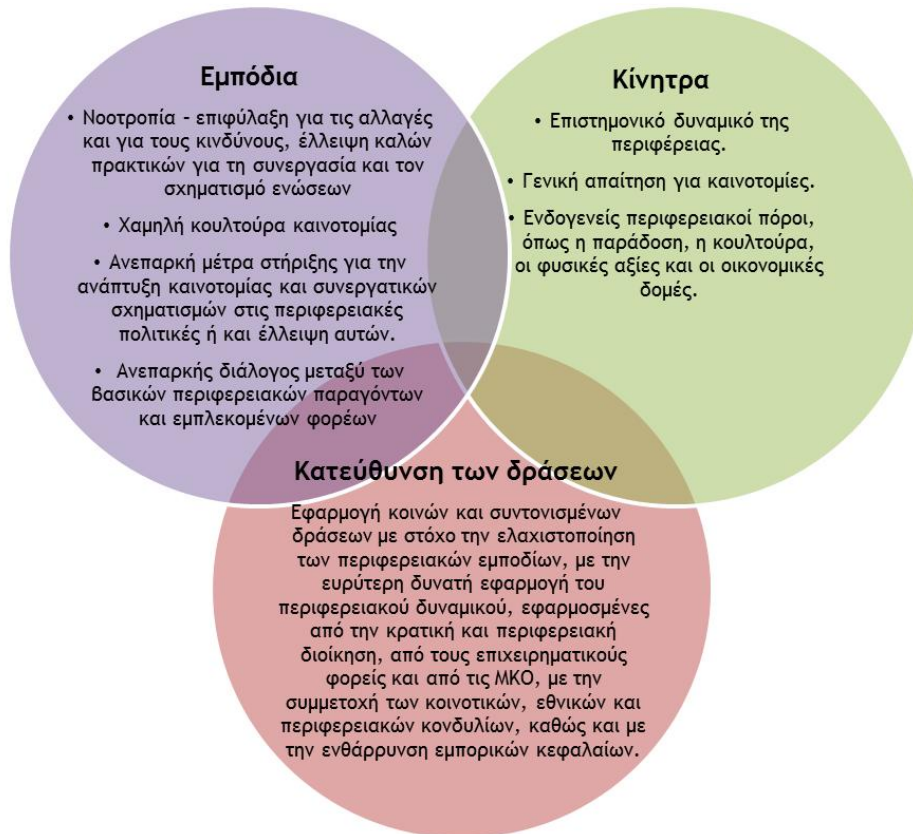 Εμπόδια
• Νοοτροπία - επιφύλαξη για τις αλλαγές
και για τους κινδύνους, έλλειψη καλών
πρακτικών για τη συνεργασία και τον
σχηματισμό ενώσεων
• Χαμηλή κουλτούρα καινοτομίας
• Ανεπαρκή μέτρα στήριξης για την
ανάπτυξη καινοτομίας και συνεργατικών
σχηματισμών στις περιφερειακές
πολιτικές ή και έλλειψη αυτών.
• Ανεπαρκής διάλογος μεταξύ των
βασικών περιφερειακών παραγόντων
και εμπλεκομένων φορέων
Κίνητρα
• Επιστημονικό δυναμικό της
περιφέρειας.
• Γενική απαίτηση για καινοτομίες.
• Ενδογενείς περιφερειακοί πόροι,
όπως η παράδοση, η κουλτούρα,
οι φυσικές αξίες και οι οικονομικές
δομές.
Κατεύθυνση των δράσεων
Εφαρμογή κοινών και συντονισμένων
δράσεων με στόχο την ελαχιστοποίηση
των περιφερειακών εμποδίων, με την
ευρύτερη δυνατή εφαρμογή του
περιφερειακού δυναμικού, εφαρμοσμένες
από την κρατική και περιφερειακή
διοίκηση, από τους επιχειρηματικούς
φορείς και από τις ΜΚΟ, με την
συμμετοχή των κοινοτικών, εθνικών και
περιφερειακών κονδυλίων, καθώς και με
την ενθάρρυνση εμπορικών κεφαλαίων.